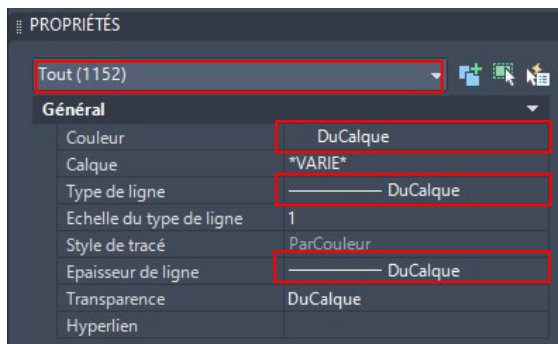 PROPRIÉTÉS
Tout (1152)
Général
Couleur DuCalque
Calque *VARIE*
Type de ligne DuCalque
Echelle du type de ligne 1
Style de tracé ParCouleur
Epaisseur de ligne DuCalque
Transparence DuCalque
Hyperlien